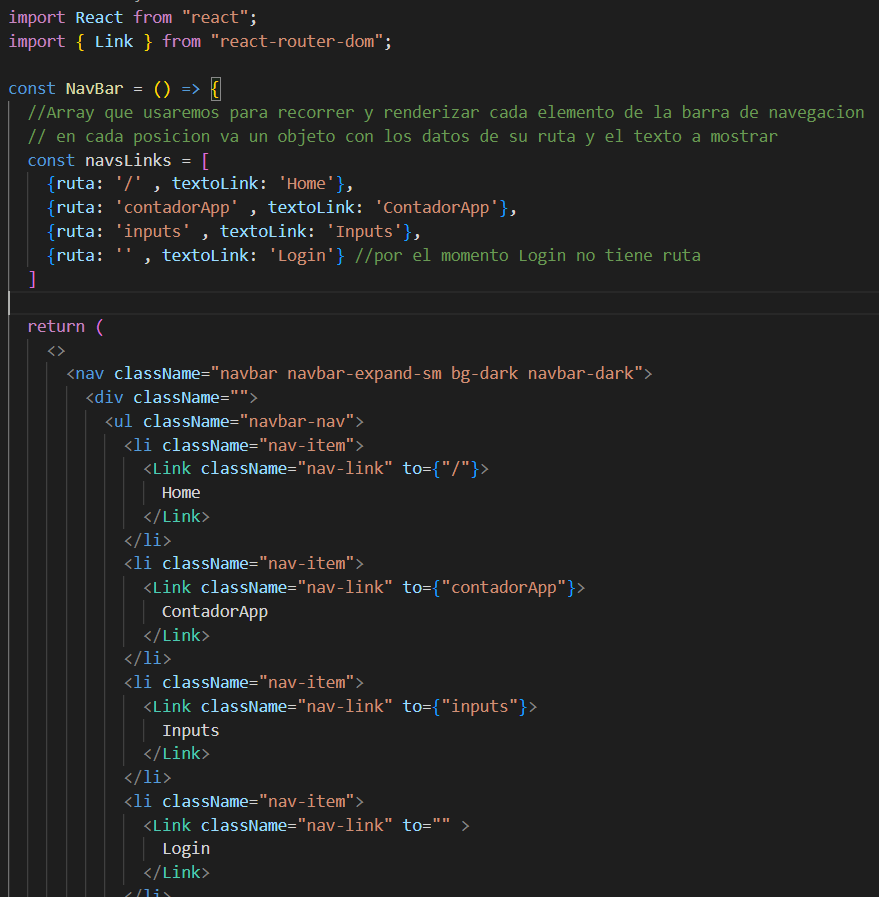 import React from "react";
import { Link } from "react-router-dom";
const NavBar = () => {
//Array que usaremos para recorrer y renderizar cada elemento de la barra de navegacion
// en cada posicion va un objeto con los datos de su ruta y el texto a mostrar
const navsLinks = [
{ruta: '/' , textoLink: 'Home'},
{ruta: 'contadorApp' , textoLink: 'ContadorApp'},
{ruta: 'inputs' , textoLink: 'Inputs'},
{ruta: '' , textoLink: 'Login'} //por el momento Login no tiene ruta
]
return (
<>
<nav className="navbar navbar-expand-sm bg-dark navbar-dark">
<div className="">
<ul className="navbar-nav">
<li className="nav-item">
<Link className="nav-link" to={"/"}>
Home
</Link>
</li>
<li className="nav-item">
<Link className="nav-link" to={"contadorApp"}>
ContadorApp
</Link>
</li>
<li className="nav-item">
<Link className="nav-link" to={"inputs"}>
Inputs
</Link>
</li>
<li className="nav-item">
<Link className="nav-link" to="" >
Login
</Link>
</li>